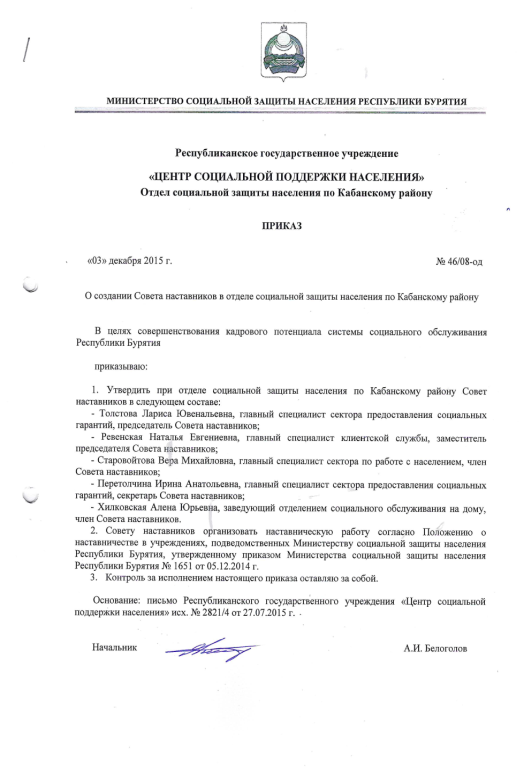 МИНИСТЕРСТВО СОЦИАЛЬНОЙ ЗАЩИТЫ НАСЕЛЕНИЯ РЕСПУБЛИКИ БУРЯТИЯ
Республиканское государственное учреждение
«ЦЕНТР СОЦИАЛЬНОЙ ПОДДЕРЖКИ НАСЕЛЕНИЯ»
Отдел социальной защиты населения по Кабанскому району
ПРИКАЗ
«03» декабря 2015 г. № 46/08-од
О создании Совета наставников в отделе социальной защиты населения по Кабанскому району
В целях совершенствования кадрового потенциала системы социального обслуживания
Республики Бурятия
приказываю:
1. Утвердить при отделе социальной защиты населения по Кабанскому району Совет
наставников в следующем составе:
- Толстова Лариса Ювенальевна, главный специалист сектора предоставления социальных
гарантий, председатель Совета наставников;
- Ревенская Наталья Евгениевна, главный специалист клиентской службы, заместитель
председателя Совета наставников;
- Старовойтова Вера Михайловна, главный специалист сектора по работе с населением, член
Совета наставников;
- Перетолчина Ирина Анатольевна, главный специалист сектора предоставления социальных
гарантий, секретарь Совета наставников;
- Хилковская Алена Юрьевна, заведующий отделением социального обслуживания на дому,
член Совета наставников.
2. Совету наставников организовать наставническую работу согласно Положению о
наставничестве в учреждениях, подведомственных Министерству социальной защиты населения
Республики Бурятия, утвержденному приказом Министерства социальной защиты населения
Республики Бурятия № 1651 от 05.12.2014 г.
3. Контроль за исполнением настоящего приказа оставляю за собой.
Основание: письмо Республиканского государственного учреждения «Центр социальной
поддержки населения» исх. № 2821/4 от 27.07.2015 г.
Начальник А.И. Белоголов